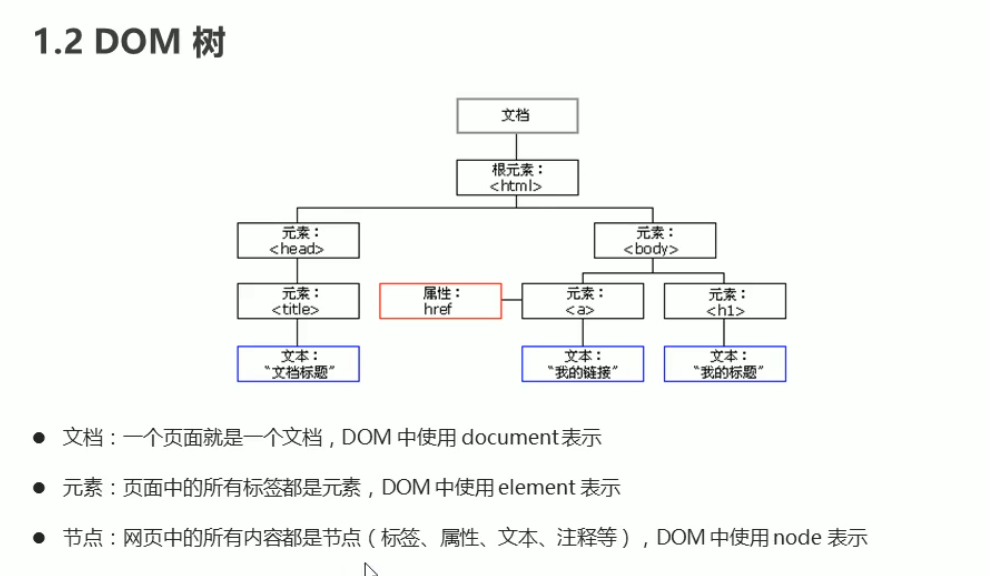 1.2 DOM 树
文档
根元素：
<html>
元素：
<head>
元素：
<body>
元素：
<title>
属性：
href
元素：
<a>
元素：
<h1>
文本：
“文档标题”
文本：
“我的链接”
文本：
“我的标题”
● 文档：一个页面就是一个文档，DOM 中使用 document 表示
● 元素：页面中的所有标签都是元素，DOM 中使用 element 表示
● 节点：网页中的所有内容都是节点（标签、属性、文本、注释等），DOM 中使用 node 表示